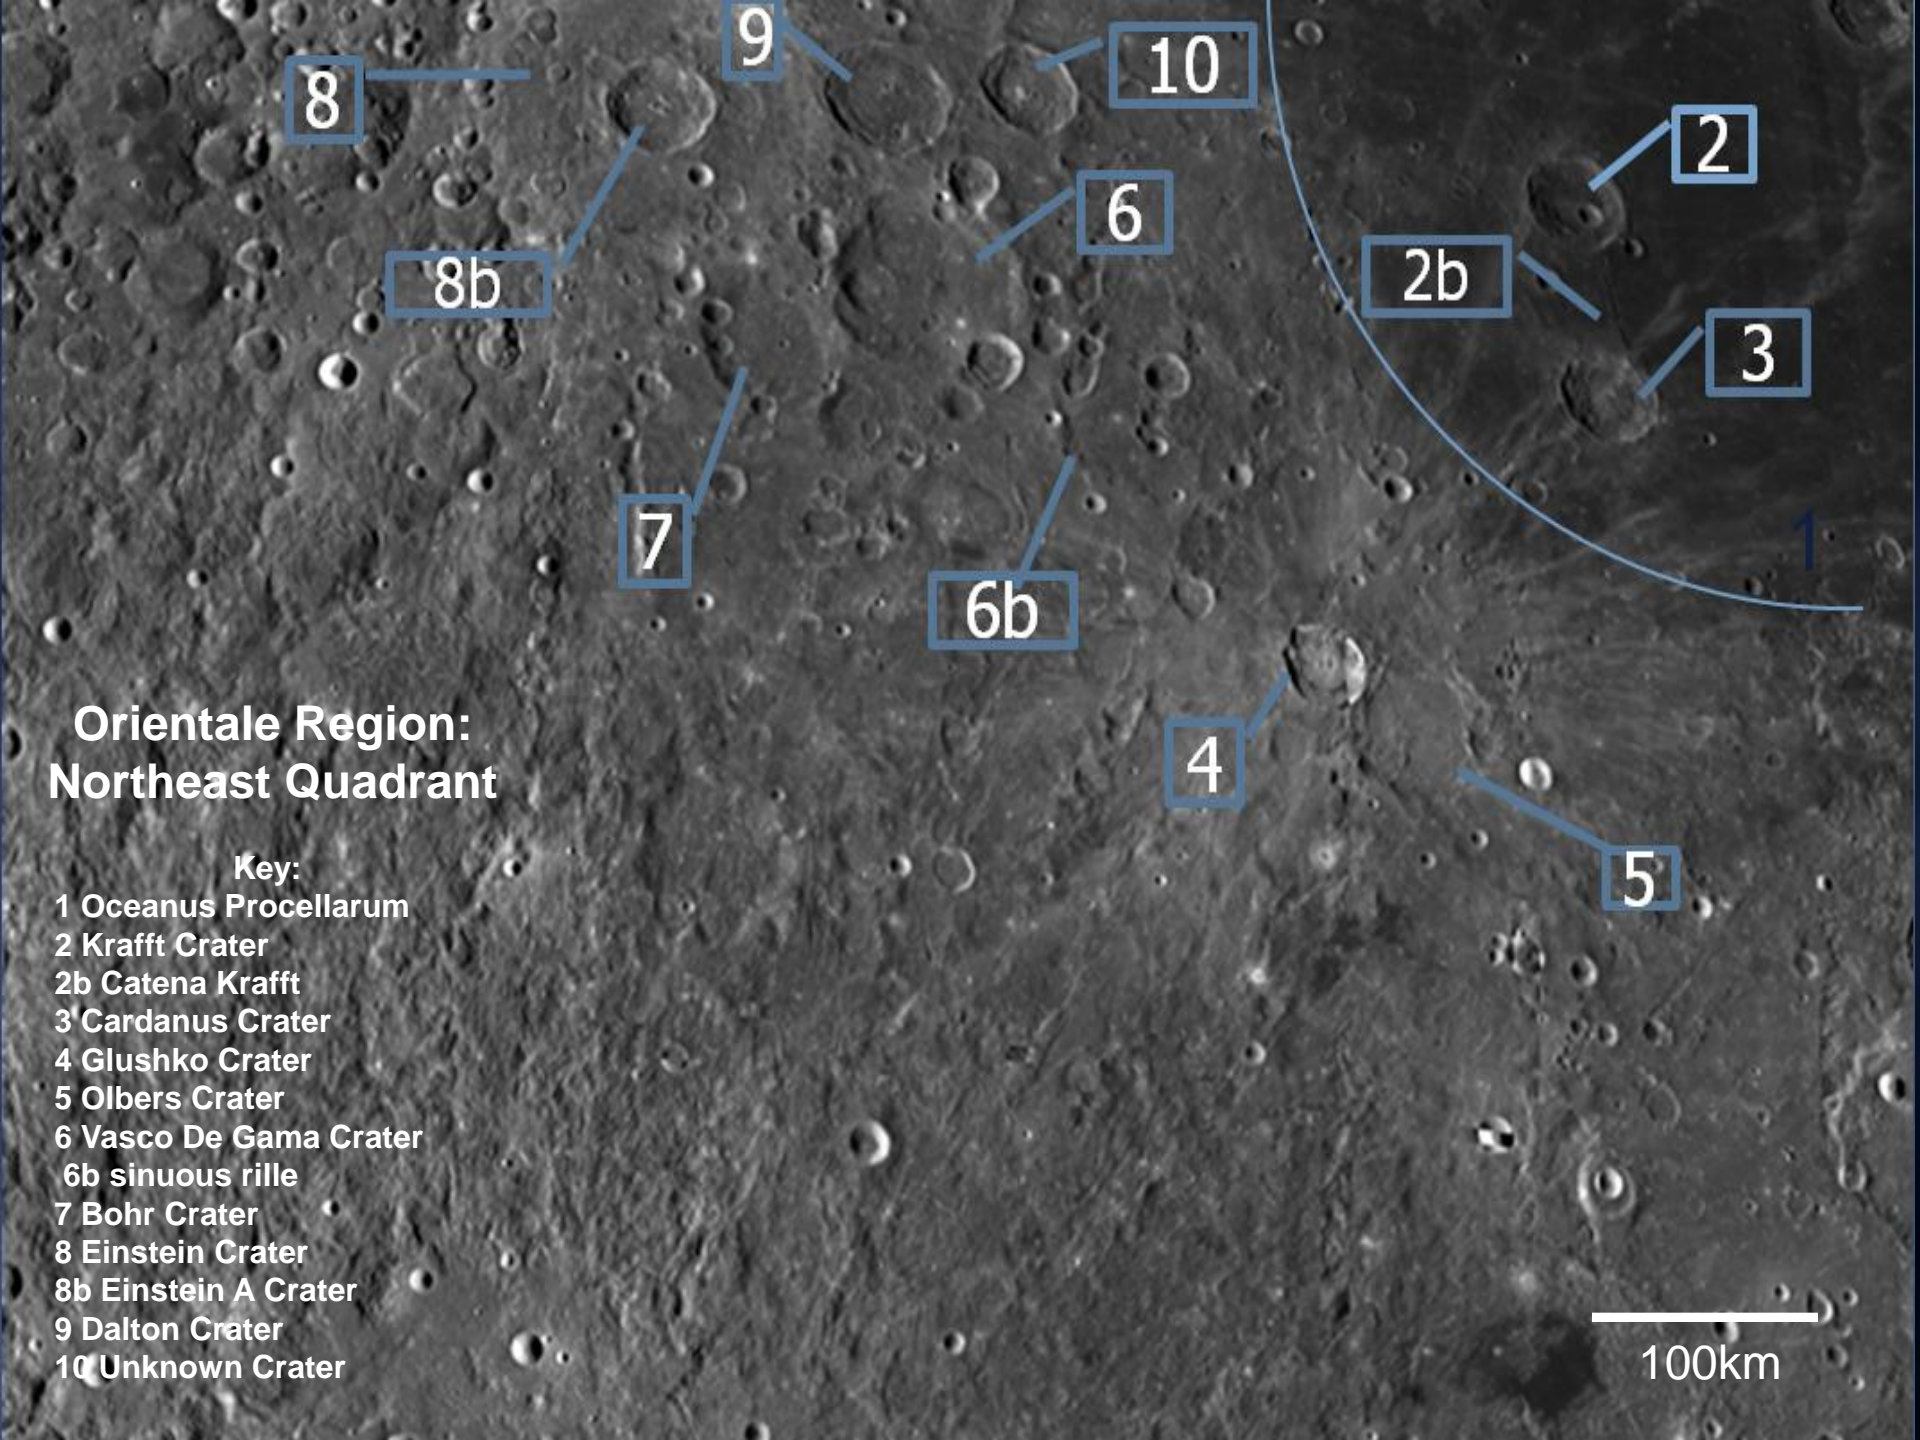 9
8
10
2
6
8b
2b
3
7
1
6b
4
5
Orientale Region:
Northeast Quadrant
Key:
1 Oceanus Procellarum
2 Krafft Crater
2b Catena Krafft
3 Cardanus Crater
4 Glushko Crater
5 Olbers Crater
6 Vasco De Gama Crater
6b sinuous rille
7 Bohr Crater
8 Einstein Crater
8b Einstein A Crater
9 Dalton Crater
10 Unknown Crater
100km